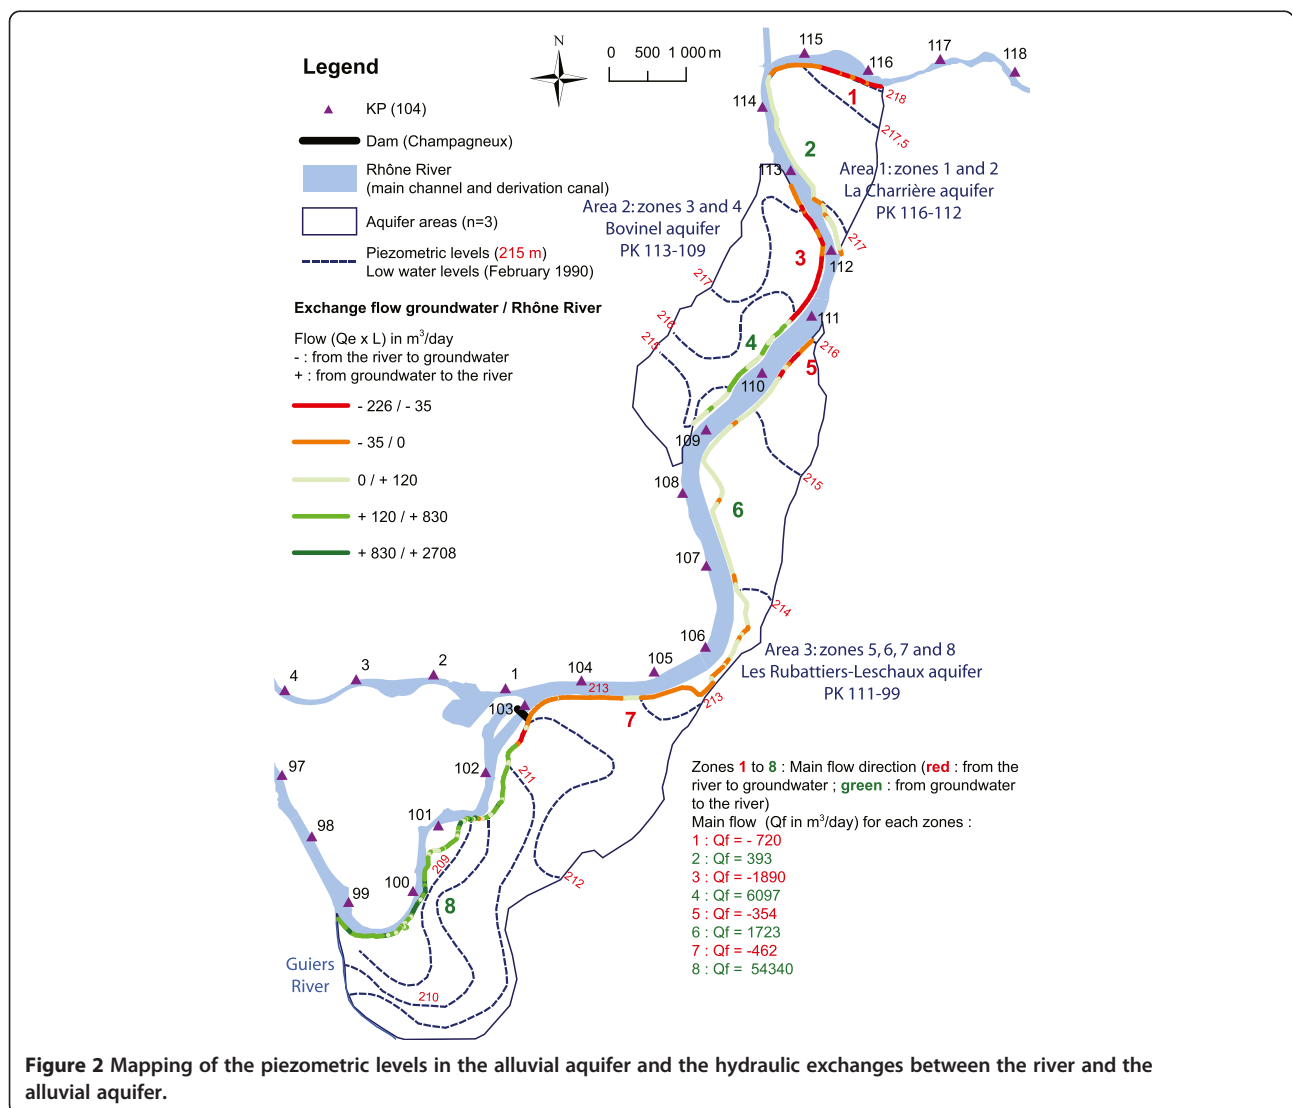 Legend
KP (104)
Dam (Champagneux)
Rhône River
(main channel and derivation canal)
Aquifer areas (n=3)
Piezometric levels (215 m)
Low water levels (February 1990)
Exchange flow groundwater / Rhône River
Flow (Qe x L) in m³/day
- : from the river to groundwater
+ : from groundwater to the river
- 226 / - 35
- 35 / 0
0 / + 120
+ 120 / + 830
+ 830 / + 2708
N
0 500 1 000 m
115
116
117
118
1
218
114
217,5
2
113
Area 1: zones 1 and 2
La Charrière aquifer
PK 116-112
Area 2: zones 3 and 4
Bovinel aquifer
PK 113-109
217
3
112
217
111
216
215
4
216
5
110
109
108
215
6
107
214
106
Area 3: zones 5, 6, 7 and 8
Les Rubattiers-Leschaux aquifer
PK 111-99
4
3
2
1
104
105
213
213
103
7
97
102
211
98
101
209
212
99
100
8
Guiers
River
210
Zones 1 to 8 : Main flow direction (red : from the
river to groundwater ; green : from groundwater
to the river)
Main flow (Qf in m³/day) for each zones :
1 : Qf = - 720
2 : Qf = 393
3 : Qf = -1890
4 : Qf = 6097
5 : Qf = -354
6 : Qf = 1723
7 : Qf = -462
8 : Qf = 54340
Figure 2 Mapping of the piezometric levels in the alluvial aquifer and the hydraulic exchanges between the river and the
alluvial aquifer.